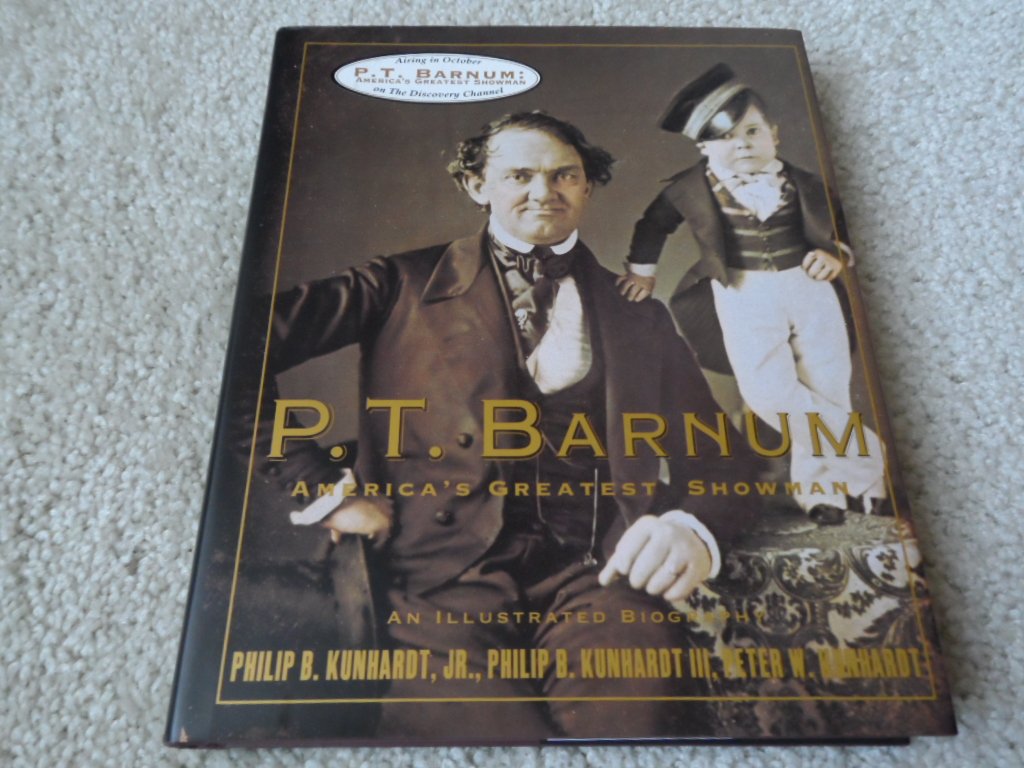 Airing in October
P.T. BARNUM:
AMERICA'S GREATEST SHOWMAN
on The Discovery Channel
P.T. BARNUM
AMERICA'S GREATEST SHOWMAN
AN ILLUSTRATED BIOGRAPHY
PHILIP B. KUNHARDT, JR., PHILIP B. KUNHARDT III, PETER W. KUNHARDT